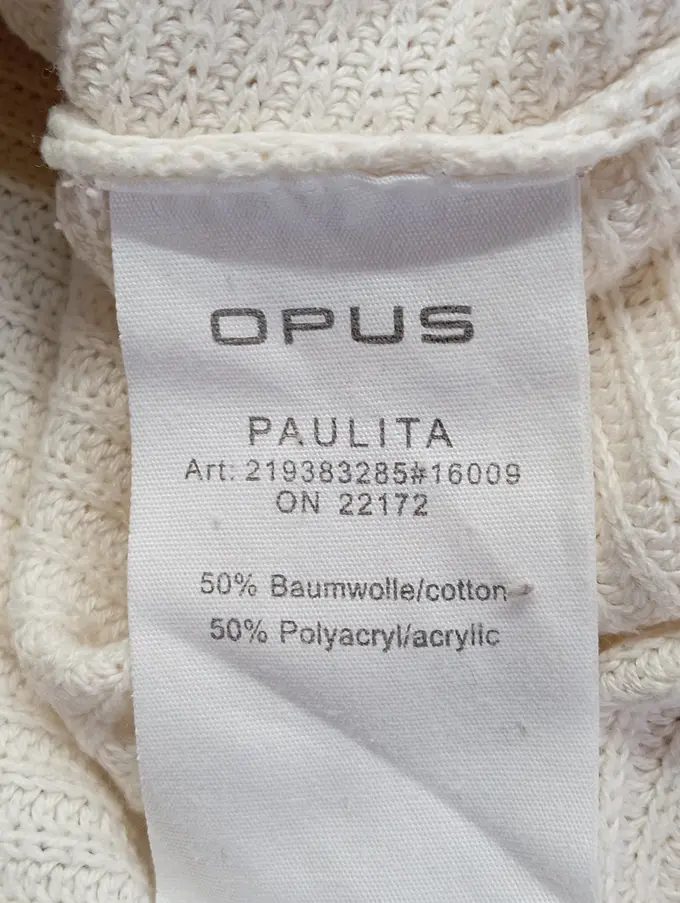 OPUS
PAULITA
Art: 219383285#16009
ON 22172
50% Baumwolle/cotton
50% Polyacryl/acrylic